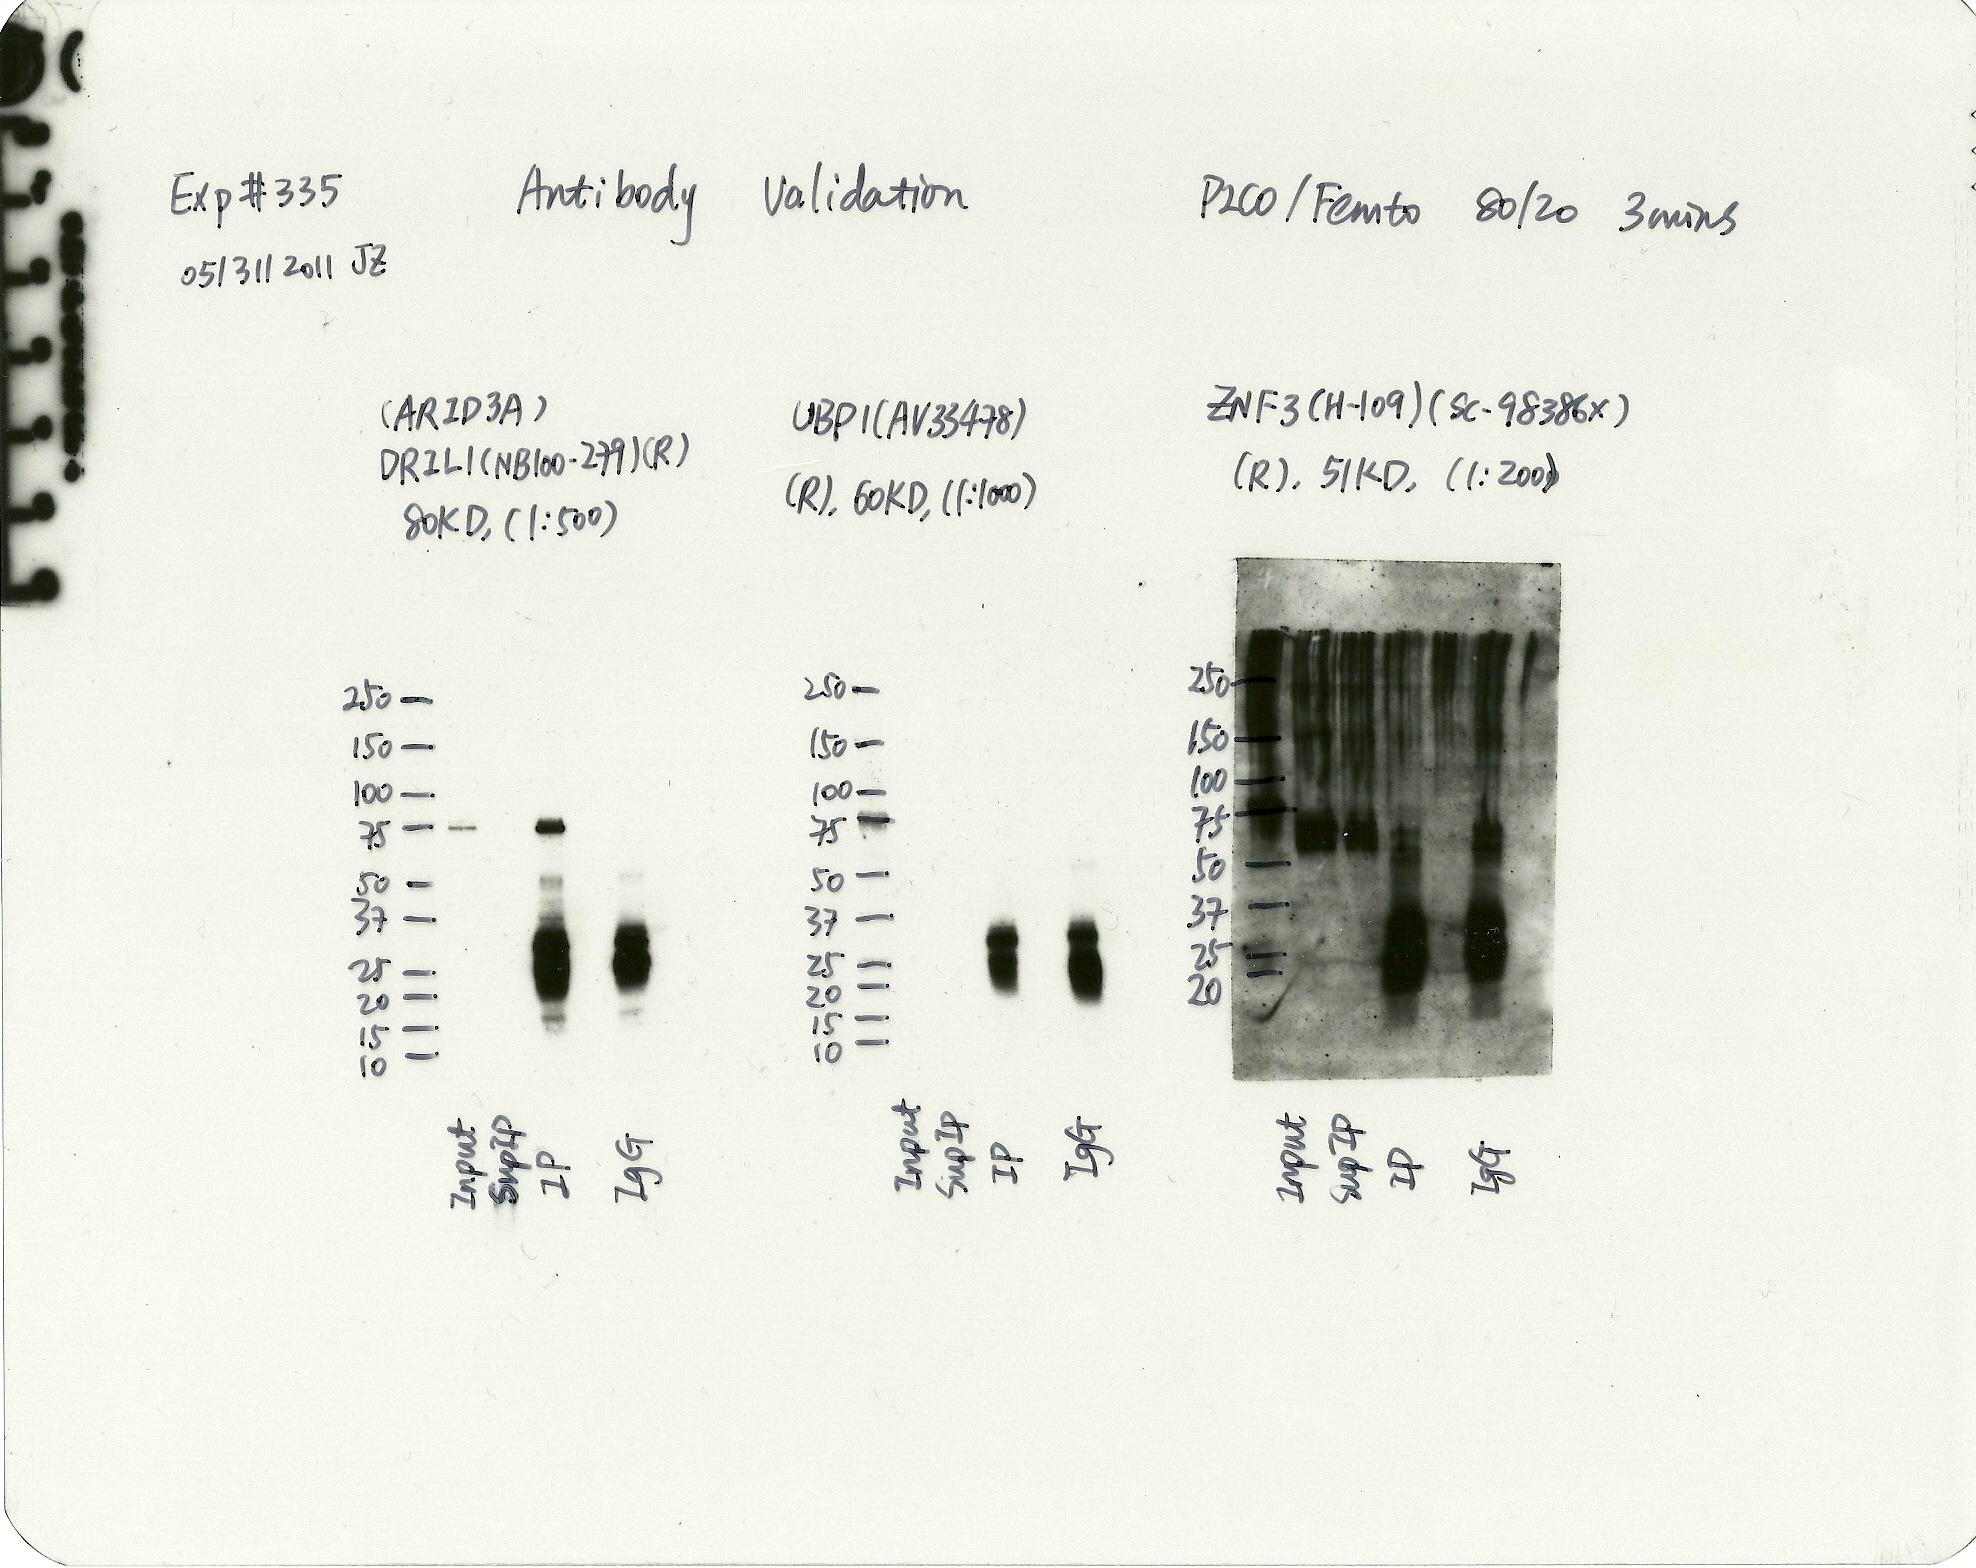 Exp#335 Antibody Validation PICO/Femto 80/20 3mins
05/31/2011 JZ
(ARID3A)
DRIL1(NB100-279)(R)
80KD, (1:500)
UBP1(AV33478)
(R), 60KD, (1:1000)
ZNF3(H-109)(SC-98386X)
(R), 51KD, (1:200)
250
150
100
75
50
37
25
20
15
10
Input
SupIP
IP
IgG
250
150
100
75
50
37
25
20
15
10
Input
SupIP
IP
IgG
250
150
100
75
50
37
25
20
Input
SupIP
IP
IgG